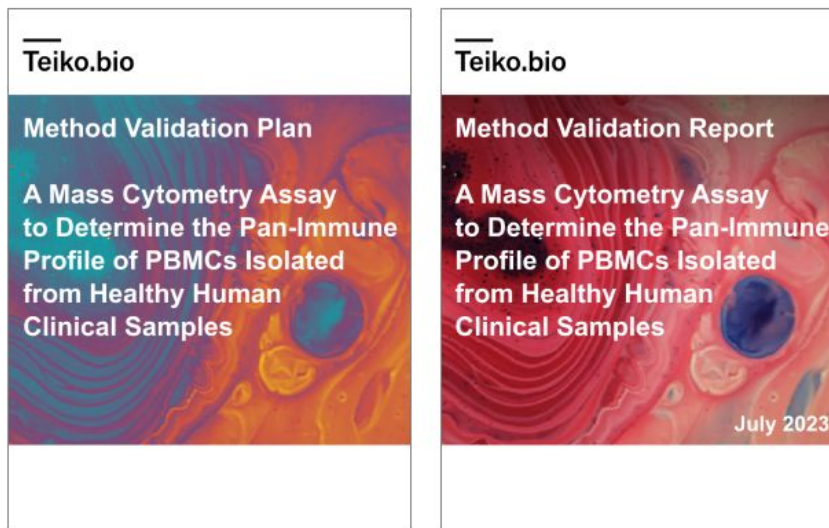 Teiko.bio
Method Validation Plan
A Mass Cytometry Assay
to Determine the Pan-Immune
Profile of PBMCs Isolated
from Healthy Human
Clinical Samples
Teiko.bio
Method Validation Report
A Mass Cytometry Assay
to Determine the Pan-Immune
Profile of PBMCs Isolated
from Healthy Human
Clinical Samples
July 2023